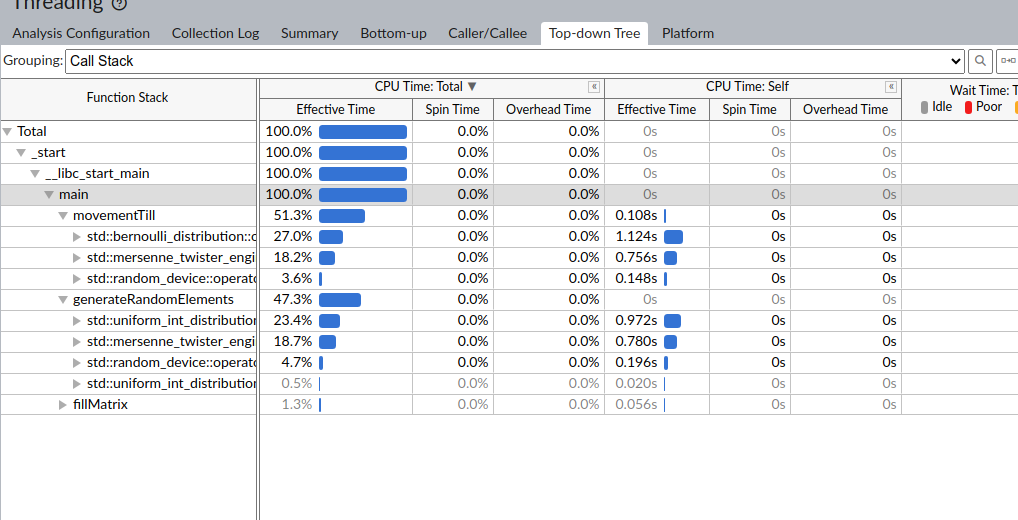 Threading
Analysis Configuration Collection Log Summary Bottom-up Caller/Callee Top-down Tree Platform
Grouping: Call Stack
Function Stack CPU Time: Total ▼ « CPU Time: Self « Wait Time: T
Effective Time Spin Time Overhead Time Effective Time Spin Time Overhead Time Idle Poor
Total 100.0% 0.0% 0.0% 0s 0s 0s
_start 100.0% 0.0% 0.0% 0s 0s 0s
__libc_start_main 100.0% 0.0% 0.0% 0s 0s 0s
main 100.0% 0.0% 0.0% 0s 0s 0s
movementTill 51.3% 0.0% 0.0% 0.108s 0s 0s
std::bernoulli_distribution::c 27.0% 0.0% 0.0% 1.124s 0s 0s
std::mersenne_twister_engi 18.2% 0.0% 0.0% 0.756s 0s 0s
std::random_device::operato 3.6% 0.0% 0.0% 0.148s 0s 0s
generateRandomElements 47.3% 0.0% 0.0% 0s 0s 0s
std::uniform_int_distribution 23.4% 0.0% 0.0% 0.972s 0s 0s
std::mersenne_twister_engi 18.7% 0.0% 0.0% 0.780s 0s 0s
std::random_device::operato 4.7% 0.0% 0.0% 0.196s 0s 0s
std::uniform_int_distribution 0.5% 0.0% 0.0% 0.020s 0s 0s
fillMatrix 1.3% 0.0% 0.0% 0.056s 0s 0s